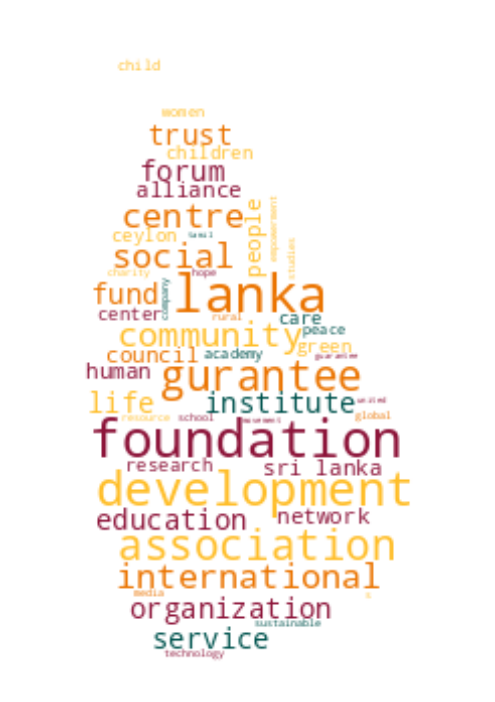 child
women
trust
children
forum
alliance
people
empowerment
centre
ceylon
tamil
studies
social
charity
hope
company
lanka
fund
center
rural
care
peace
community
green
council
academy
guarantee
human
gurantee
life
institute
united
resource
school
movement
global
foundation
research
sri lanka
development
education
network
association
international
media
c
organization
sustainable
service
technology